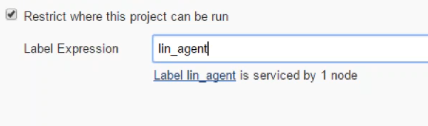 Restrict where this project can be run
Label Expression
lin_agent
Label lin_agent is serviced by 1 node